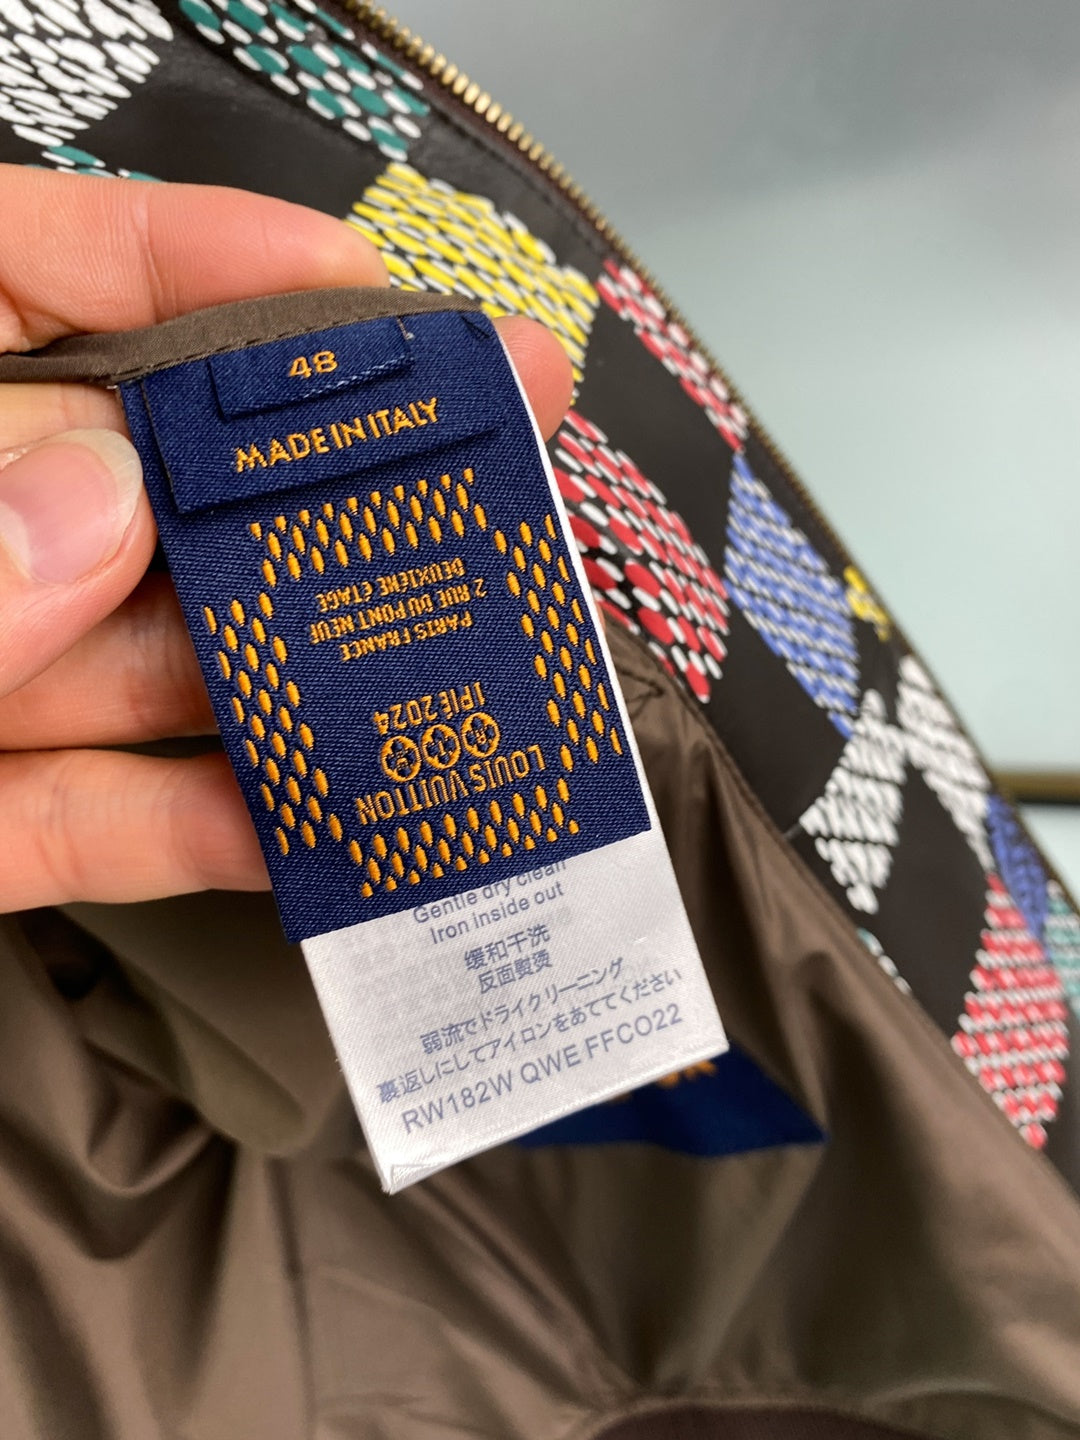 48
MADE IN ITALY
DEUXIEME ÉTAGE
2 RUE DU PONT NEUF
PARIS FRANCE
1 PIE 2024
LOUIS VUITTON
Gentle dry clean
Iron inside out
缓和干洗
反面熨烫
弱流でドライクリーニング
裏返しにしてアイロンをあててください
RW182W QWE FFCO22